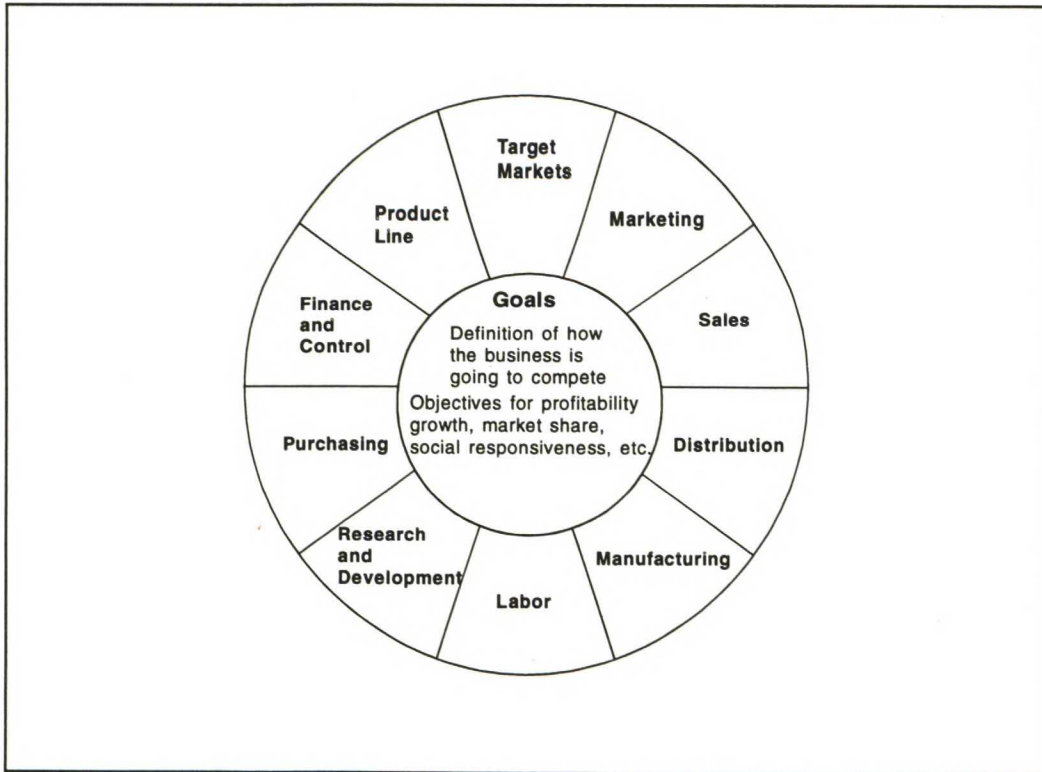 Target
Markets
Marketing
Sales
Distribution
Manufacturing
Labor
Research
and
Development
Purchasing
Finance
and
Control
Product
Line
Goals
Definition of how
the business is
going to compete
Objectives for profitability
growth, market share,
social responsiveness, etc.